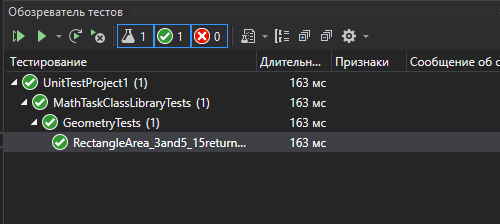 Обозреватель тестов
1 1 0
Тестирование Длительн... Признаки Сообщение об о
UnitTestProject1 (1) 163 мс
MathTaskClassLibraryTests (1) 163 мс
GeometryTests (1) 163 мс
RectangleArea_3and5_15return... 163 мс